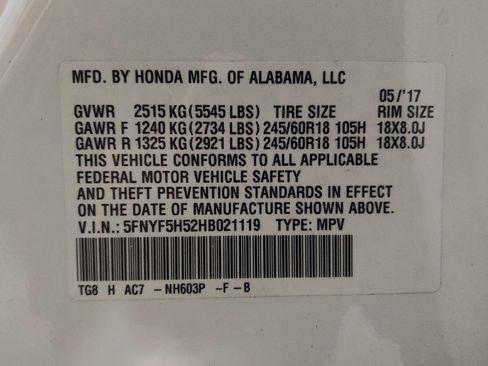 MFD. BY HONDA MFG. OF ALABAMA, LLC
05/'17
GVWR 2515 KG (5545 LBS) TIRE SIZE RIM SIZE
GAWR F 1240 KG (2734 LBS) 245/60R18 105H 18X8.0J
GAWR R 1325 KG (2921 LBS) 245/60R18 105H 18X8.0J
THIS VEHICLE CONFORMS TO ALL APPLICABLE
FEDERAL MOTOR VEHICLE SAFETY
AND THEFT PREVENTION STANDARDS IN EFFECT
ON THE DATE OF MANUFACTURE SHOWN ABOVE.
V.I.N.: 5FNYF5H52HB021119 TYPE: MPV
TG8 H AC7 -NH603P -F-B